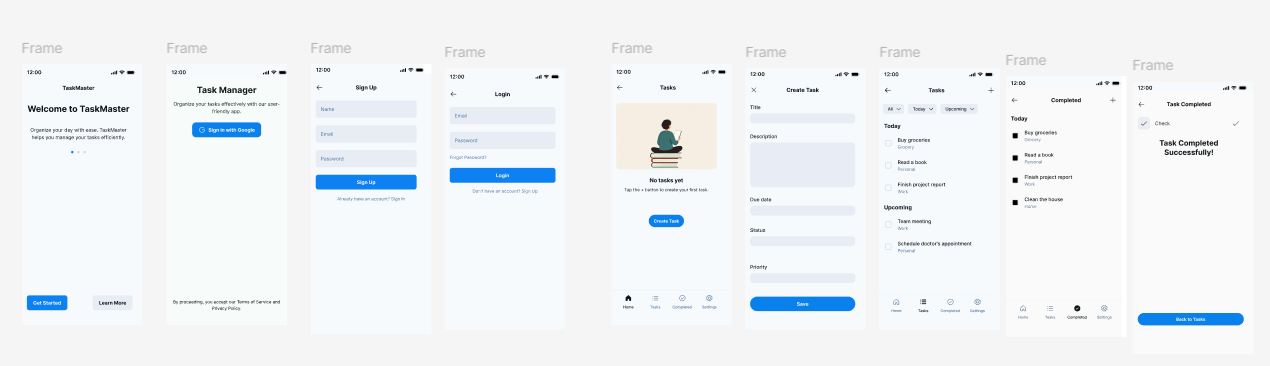 Frame
12:00
TaskMaster
Welcome to TaskMaster
Organize your day with ease. TaskMaster
helps you manage your tasks efficiently.
Get Started
Learn More
Frame
12:00
Task Manager
Organize your tasks effectively with our user-
friendly app.
Sign in with Google
By proceeding, you accept our Terms of Service and
Privacy Policy.
Frame
12:00
Sign Up
Name
Email
Password
Sign Up
Already have an account? Sign in
Frame
12:00
Login
Email
Password
Forgot Password?
Login
Don't have an account? Sign Up
Frame
12:00
Tasks
No tasks yet
Tap the + button to create your first task.
Create Task
Home
Tasks
Completed
Settings
Frame
12:00
Create Task
Title
Description
Due date
Status
Priority
Save
Frame
12:00
Tasks
All
Today
Upcoming
Today
Buy groceries
Grocery
Read a book
Personal
Finish project report
Work
Upcoming
Team meeting
Work
Schedule doctor's appointment
Personal
Home
Tasks
Completed
Settings
Frame
12:00
Completed
Today
Buy groceries
Grocery
Read a book
Personal
Finish project report
Work
Clean the house
Home
Home
Tasks
Completed
Settings
Frame
12:00
Task Completed
Check
Task Completed
Successfully!
Back to Tasks